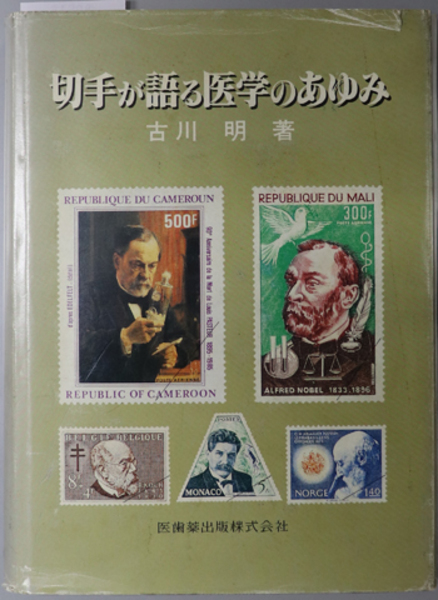 切手が語る医学のあゆみ
古川 明 著
REPUBLIQUE DU CAMEROUN
500F
REPUBLIC OF CAMEROON
REPUBLIQUE DU MALI
300F
ALFRED NOBEL 1833-1896
BELGIE-BELGIQUE
MONACO
NORGE 140
医歯薬出版株式会社